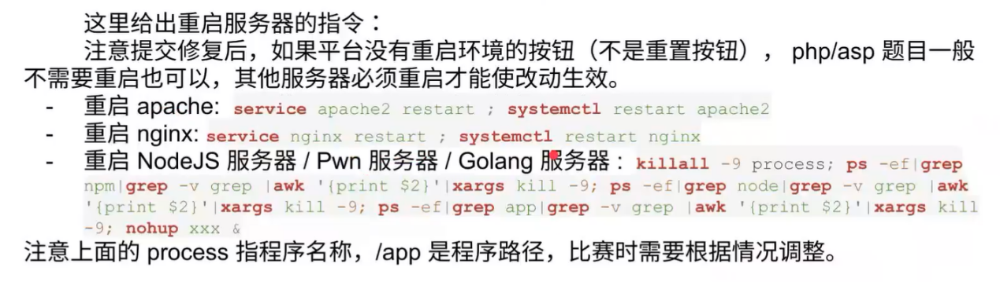 这里给出重启服务器的指令：
注意提交修复后，如果平台没有重启环境的按钮（不是重置按钮），php/asp 题目一般
不需要重启也可以，其他服务器必须重启才能使改动生效。
- 重启 apache: service apache2 restart ; systemctl restart apache2
- 重启 nginx: service nginx restart ; systemctl restart nginx
- 重启 NodeJS 服务器 / Pwn 服务器 / Golang 服务器：killall -9 process; ps -ef|grep
npm|grep -v grep |awk '{print $2}'|xargs kill -9; ps -ef|grep node|grep -v grep |awk
'{print $2}'|xargs kill -9; ps -ef|grep app|grep -v grep |awk '{print $2}'|xargs kill
-9; nohup xxx &
注意上面的 process 指程序名称，/app 是程序路径，比赛时需要根据情况调整。